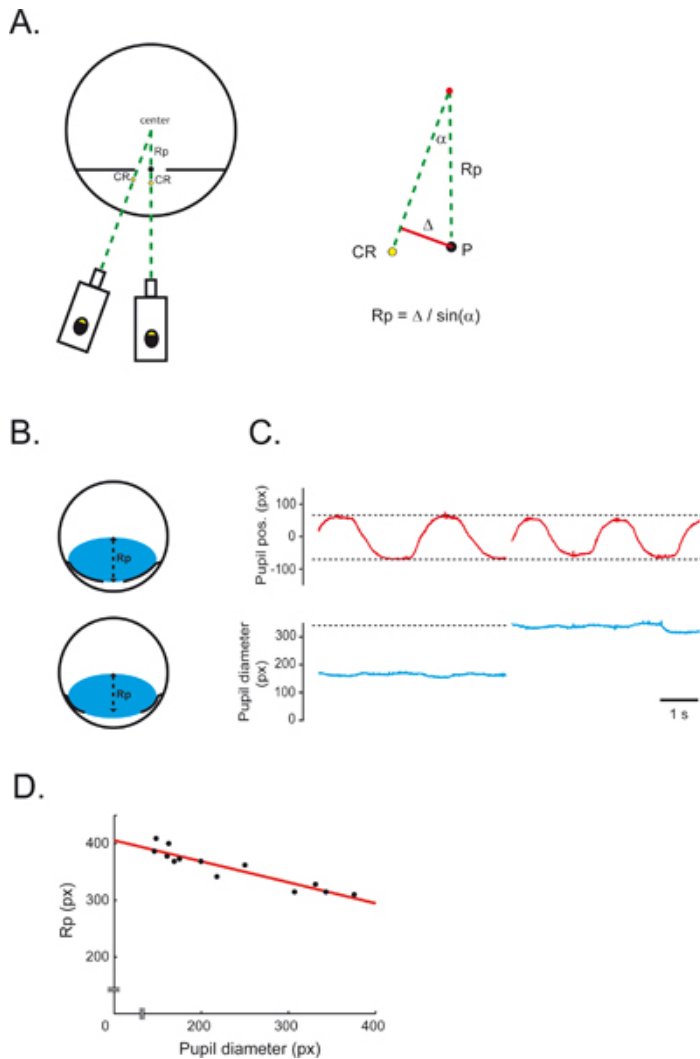 A.
center
Rp
CR
CR
α
Rp
Δ
CR
P
Rp = Δ / sin(α)
B.
Rp
Rp
C.
Pupil pos. (px)
100
0
-100
Pupil diameter
(px)
300
200
100
0
1 s
D.
Rp (px)
400
300
200
0
200
300
400
Pupil diameter (px)